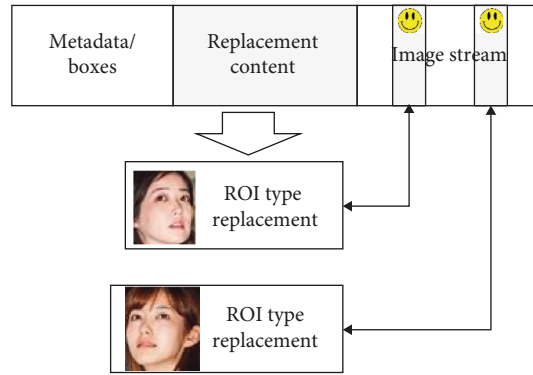 Metadata/
boxes
Replacement
content
Image stream
ROI type
replacement
ROI type
replacement